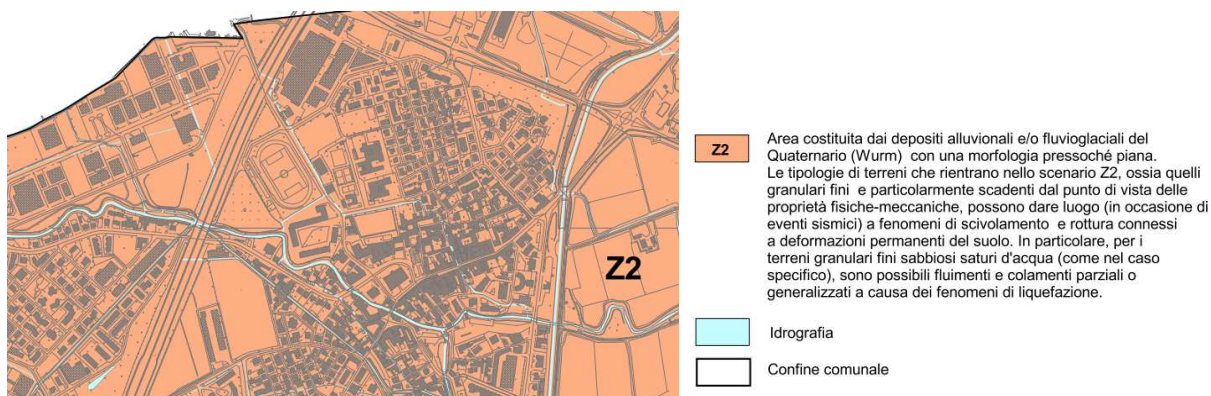 Z2
Z2
Area costituita dai depositi alluvionali e/o fluvioglaciali del
Quaternario (Wurm) con una morfologia pressoché piana.
Le tipologie di terreni che rientrano nello scenario Z2, ossia quelli
granulari fini e particolarmente scadenti dal punto di vista delle
proprietà fisiche-meccaniche, possono dare luogo (in occasione di
eventi sismici) a fenomeni di scivolamento e rottura connessi
a deformazioni permanenti del suolo. In particolare, per i
terreni granulari fini sabbiosi saturi d'acqua (come nel caso
specifico), sono possibili fluimenti e colamenti parziali o
generalizzati a causa dei fenomeni di liquefazione.
Idrografia
Confine comunale